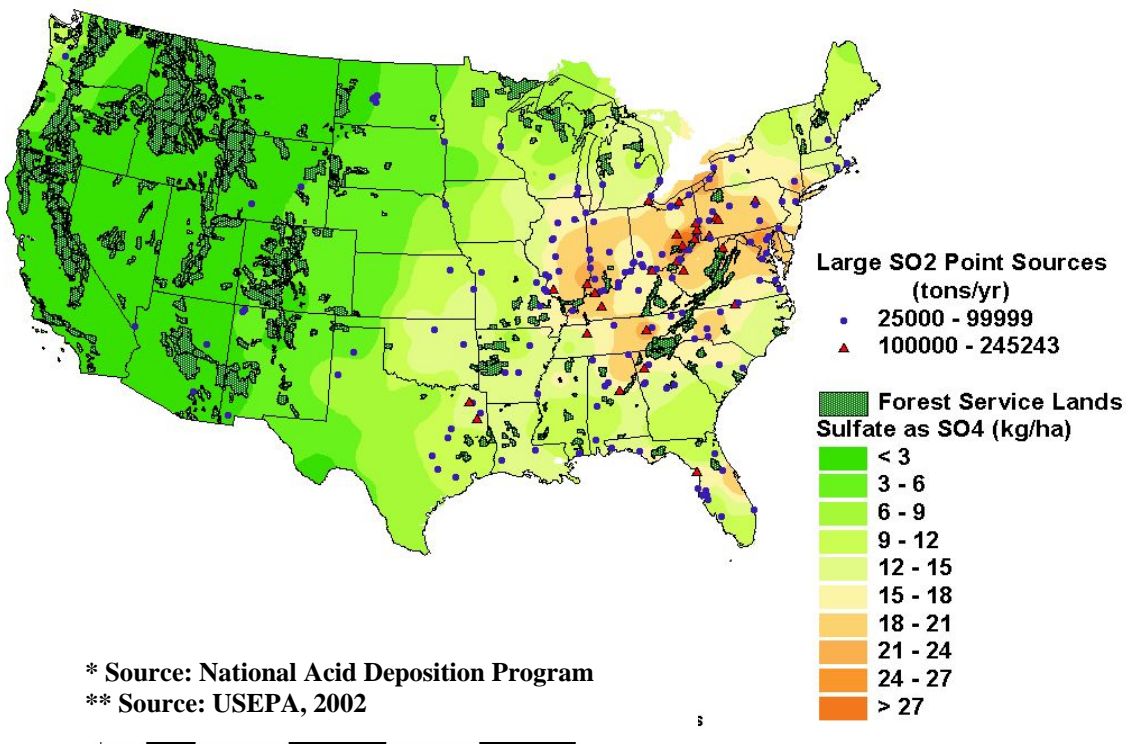 Large SO2 Point Sources
(tons/yr)
25000 - 99999
100000 - 245243
Forest Service Lands
Sulfate as SO4 (kg/ha)
< 3
3 - 6
6 - 9
9 - 12
12 - 15
15 - 18
18 - 21
21 - 24
24 - 27
> 27
* Source: National Acid Deposition Program
** Source: USEPA, 2002
s